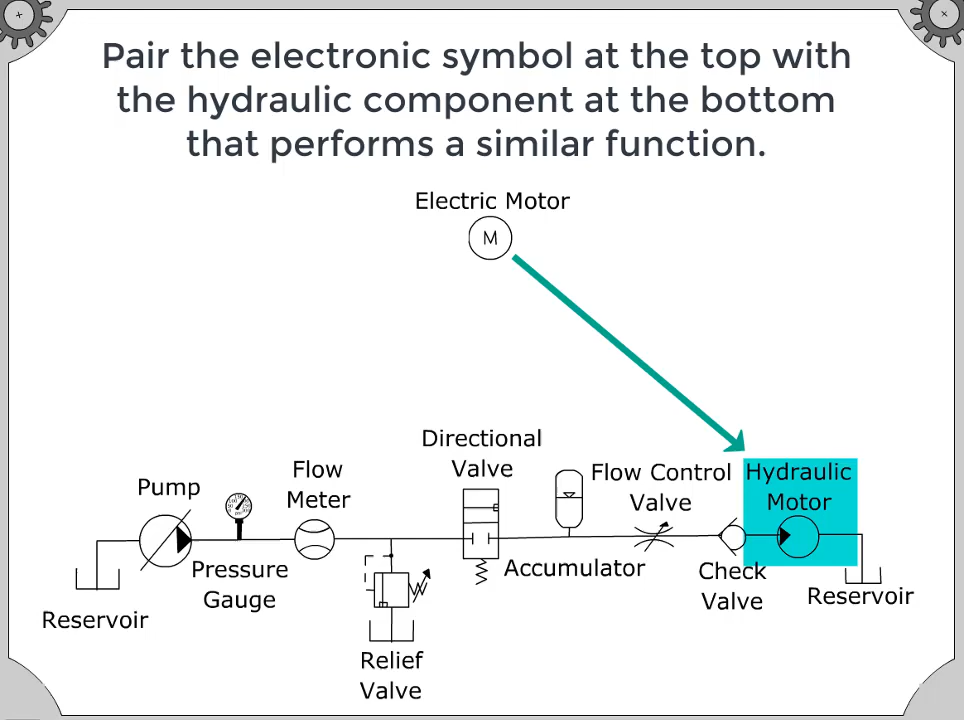 Pair the electronic symbol at the top with
the hydraulic component at the bottom
that performs a similar function.
Electric Motor
M
Directional
Valve
Flow
Meter
Flow Control
Valve
Hydraulic
Motor
Pump
Pressure
Gauge
Accumulator
Check
Valve
Reservoir
Reservoir
Relief
Valve